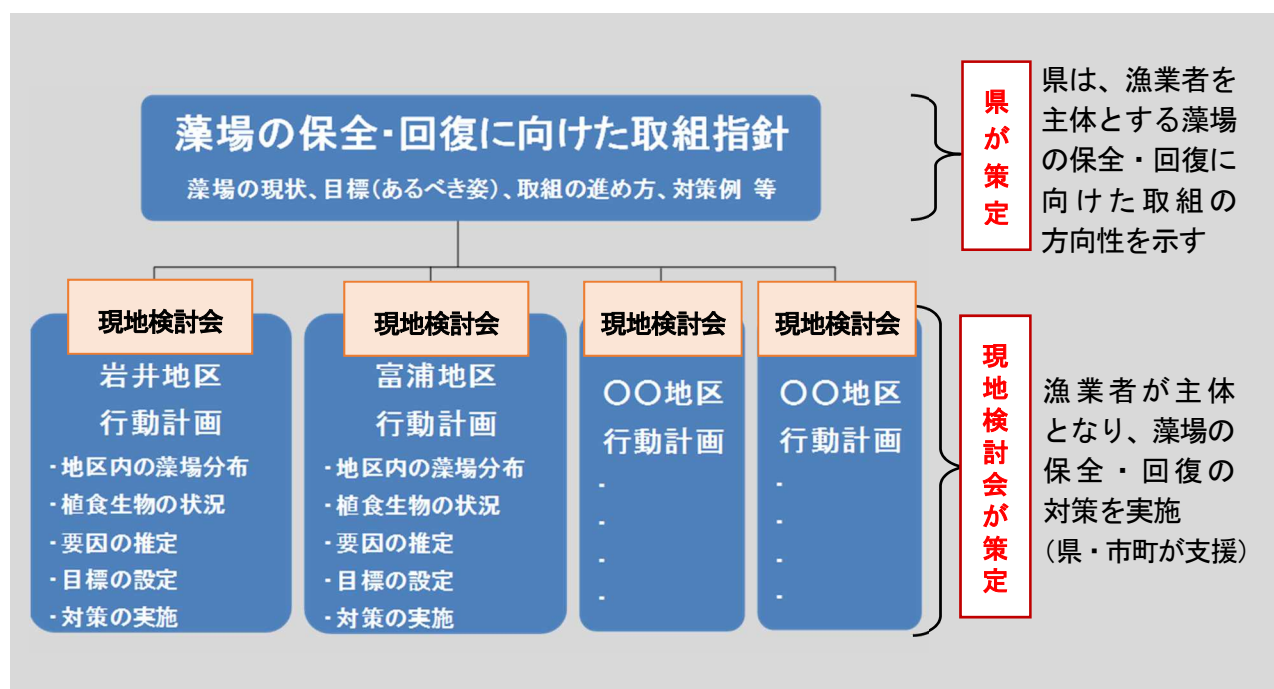 藻場の保全・回復に向けた取組指針
藻場の現状、目標(あるべき姿)、取組の進め方、対策例 等
県が策定
県は、漁業者を
主体とする藻場
の保全・回復に
向けた取組の
方向性を示す
現地検討会
岩井地区
行動計画
・地区内の藻場分布
・植食生物の状況
・要因の推定
・目標の設定
・対策の実施
現地検討会
富浦地区
行動計画
・地区内の藻場分布
・植食生物の状況
・要因の推定
・目標の設定
・対策の実施
現地検討会
〇〇地区
行動計画
・
・
・
・
現地検討会
〇〇地区
行動計画
・
・
・
・
現地検討会が策定
漁業者が主体
となり、藻場の
保全・回復の
対策を実施
(県・市町が支援)